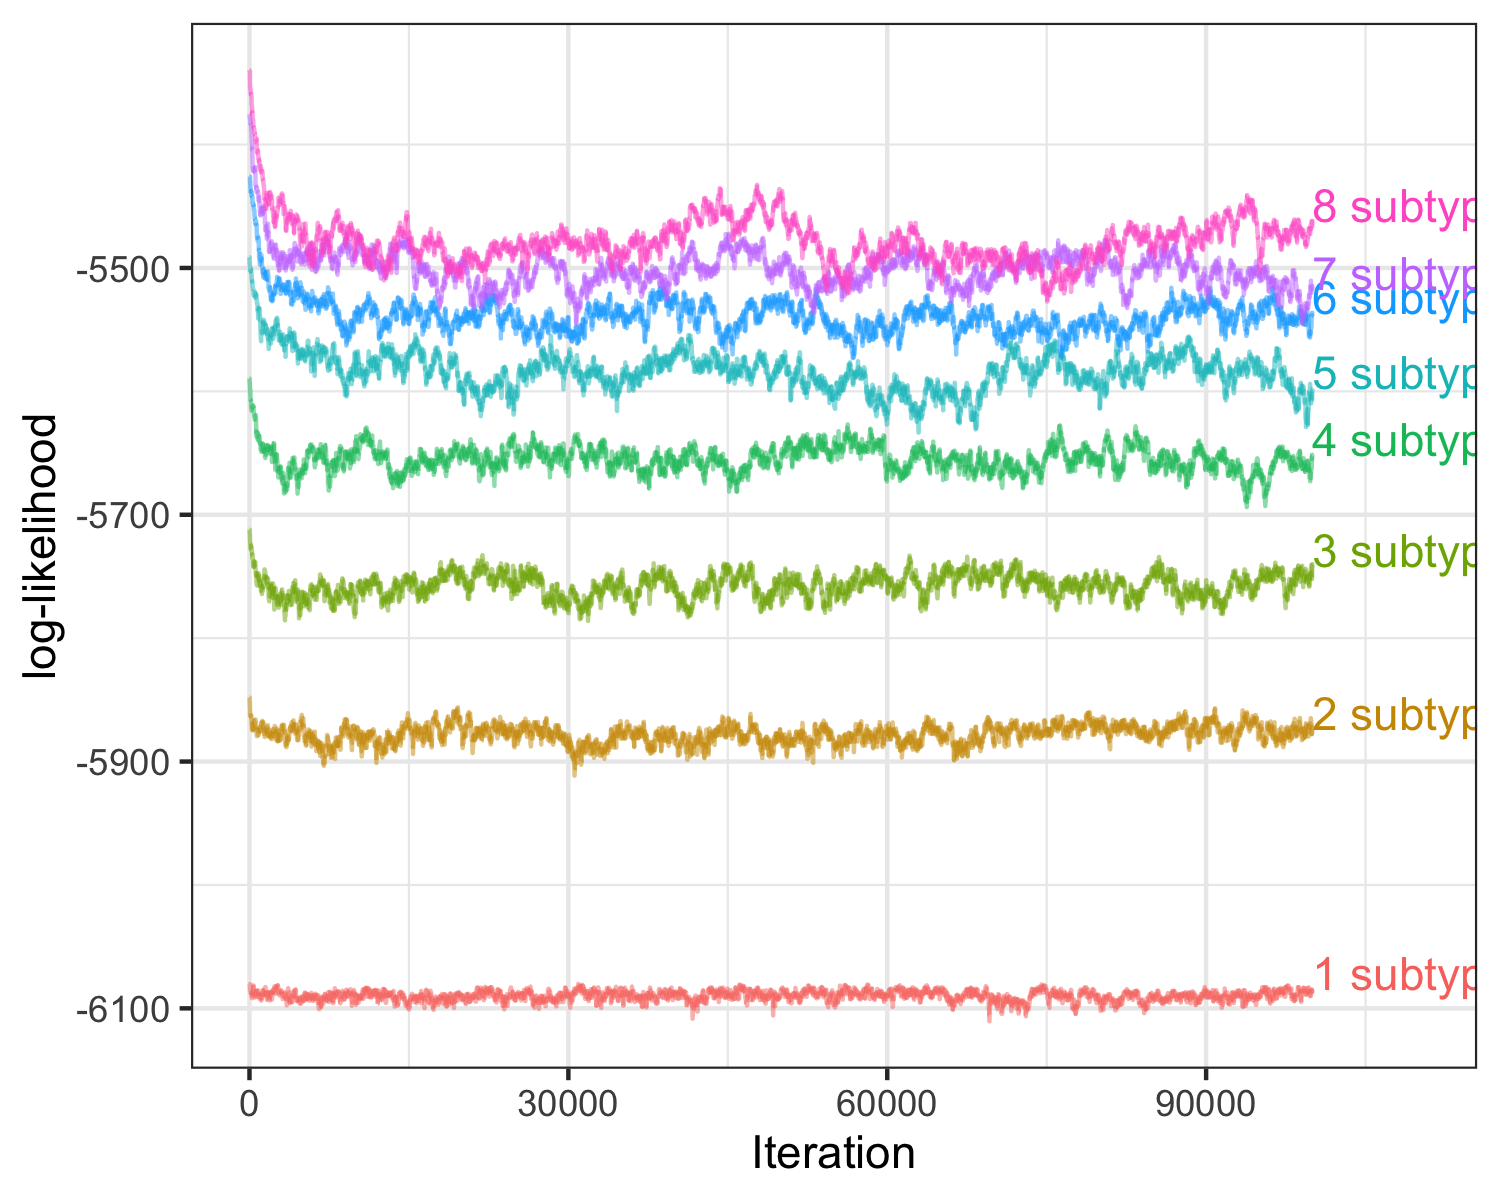 8 subtyp
-5500
7 subtyp
6 subtyp
5 subtyp
4 subtyp
-5700
3 subtyp
2 subtyp
-5900
1 subtyp
-6100
log-likelihood
0 30000 60000 90000
Iteration